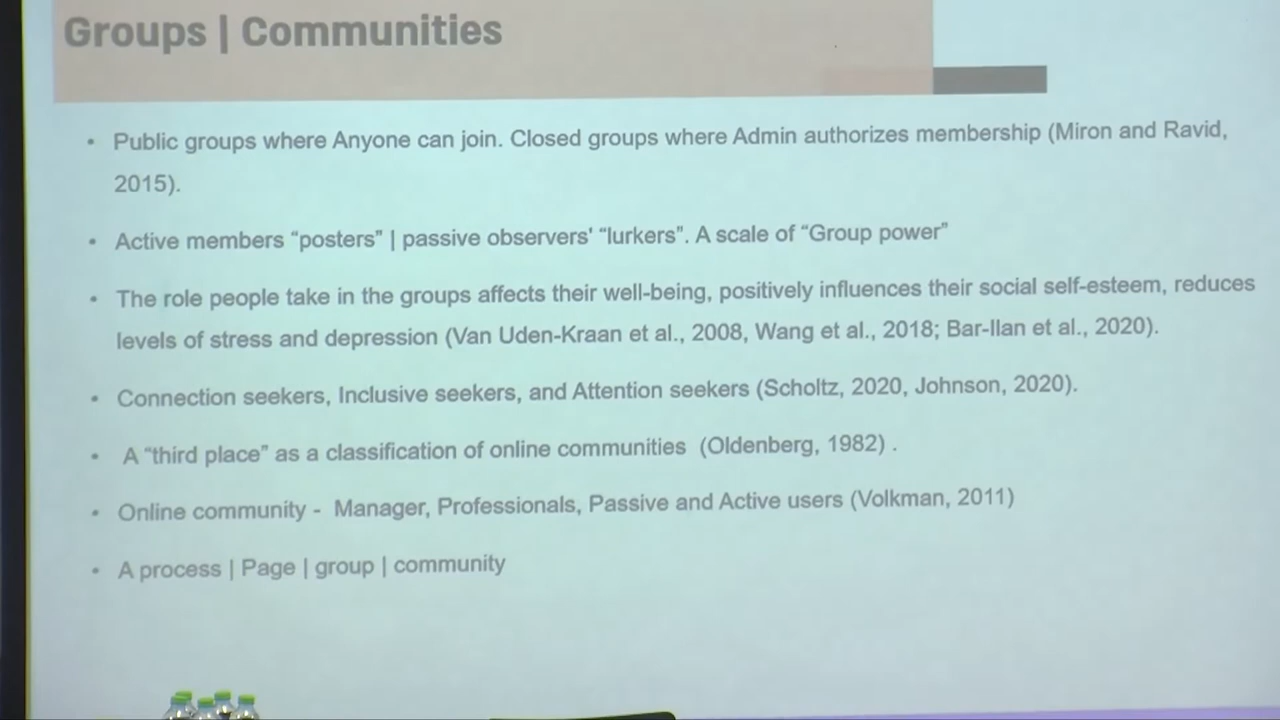 Groups | Communities
• Public groups where Anyone can join. Closed groups where Admin authorizes membership (Miron and Ravid,
2015).
• Active members “posters” | passive observers' “lurkers”. A scale of “Group power”
• The role people take in the groups affects their well-being, positively influences their social self-esteem, reduces
levels of stress and depression (Van Uden-Kraan et al., 2008, Wang et al., 2018; Bar-Ilan et al., 2020).
• Connection seekers, Inclusive seekers, and Attention seekers (Scholtz, 2020, Johnson, 2020).
• A “third place” as a classification of online communities (Oldenberg, 1982) .
• Online community - Manager, Professionals, Passive and Active users (Volkman, 2011)
• A process | Page | group | community